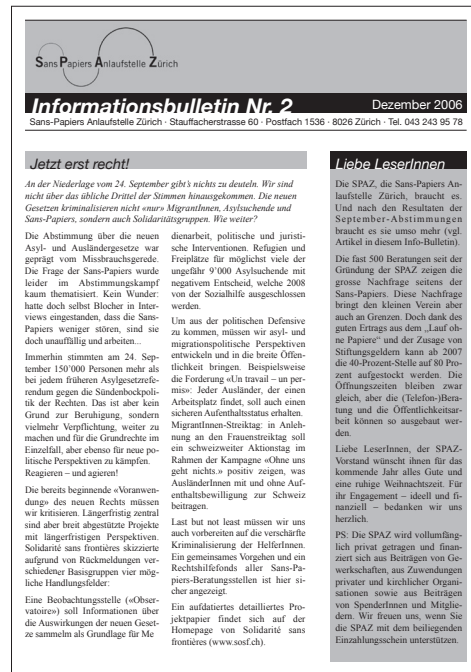 Sans Papiers Anlaufstelle Zürich
Informationsbulletin Nr. 2
Dezember 2006
Sans-Papiers Anlaufstelle Zürich · Stauffacherstrasse 60 · Postfach 1536 · 8026 Zürich · Tel. 043 243 95 78
Jetzt erst recht!
An der Niederlage vom 24. September gibt's nichts zu deuteln. Wir sind
nicht über das übliche Drittel der Stimmen hinausgekommen. Die neuen
Gesetzen kriminalisieren nicht «nur» MigrantInnen, Asylsuchende und
Sans-Papiers, sondern auch Solidaritätsgruppen. Wie weiter?
Die Abstimmung über die neuen
Asyl- und Ausländergesetze war
geprägt vom Missbrauchsgerede.
Die Frage der Sans-Papiers wurde
leider im Abstimmungskampf
kaum thematisiert. Kein Wunder:
hatte doch selbst Blocher in Inter-
views eingestanden, dass die Sans-
Papiers weniger stören, sind sie
doch unauffällig und arbeiten...
Immerhin stimmten am 24. Sep-
tember 150'000 Personen mehr als
bei jedem früheren Asylgesetzrefe-
rendum gegen die Sündenbockpoli-
tik der Rechten. Das ist aber kein
Grund zur Beruhigung, sondern
vielmehr Verpflichtung, weiter zu
machen und für die Grundrechte im
Einzelfall, aber ebenso für neue po-
litische Perspektiven zu kämpfen.
Reagieren – und agieren!
Die bereits beginnende «Voranwen-
dung» des neuen Rechts müssen
wir kritisieren. Längerfristig zentral
sind aber breit abgestützte Projekte
mit längerfristigen Perspektiven.
Solidarité sans frontières skizzierte
aufgrund von Rückmeldungen ver-
schiedener Basisgruppen vier mög-
liche Handlungsfelder:
Eine Beobachtungsstelle («Obser-
vatoire») soll Informationen über
die Auswirkungen der neuen Geset-
ze sammeln als Grundlage für Me
dienarbeit, politische und juristi-
sche Interventionen. Refugien und
Freiplätze für möglichst viele der
ungefähr 9'000 Asylsuchende mit
negativem Entscheid, welche 2008
von der Sozialhilfe ausgeschlossen
werden.
Um aus der politischen Defensive
zu kommen, müssen wir asyl- und
migrationspolitische Perspektiven
entwickeln und in die breite Öffen-
tlichkeit bringen. Beispielsweise
die Forderung «Un travail – un per-
mis»: Jeder Ausländer, der einen
Arbeitsplatz findet, soll auch einen
sicheren Aufenthaltsstatus erhalten.
MigrantInnen-Streiktag: in Anleh-
nung an den Frauenstreiktag soll
ein schweizweiter Aktionstag im
Rahmen der Kampagne «Ohne uns
geht nichts.» positiv zeigen, was
AusländerInnen mit und ohne Auf-
enthaltsbewilligung zur Schweiz
beitragen.
Last but not least müssen wir uns
auch vorbereiten auf die verschärfte
Kriminalisierung der HelferInnen.
Ein gemeinsames Vorgehen und ein
Rechtshilfefonds aller Sans-Pa-
piers-Beratungsstellen ist hier si-
cher angezeigt.
Ein aufdatiertes detailliertes Pro-
jektpapier findet sich auf der
Homepage von Solidarité sans
frontières (www.sosf.ch).
Liebe LeserInnen
Die SPAZ, die Sans-Papiers An-
laufstelle Zürich, braucht es.
Und nach den Resultaten der
September-Abstimmungen
braucht es sie umso mehr (vgl.
Artikel in diesem Info-Bulletin).
Die fast 500 Beratungen seit der
Gründung der SPAZ zeigen die
grosse Nachfrage seitens der
Sans-Papiers. Diese Nachfrage
bringt den kleinen Verein aber
auch an Grenzen. Doch dank des
guten Ertrags aus dem „Lauf oh-
ne Papiere" und der Zusage von
Stiftungsgeldern kann ab 2007
die 40-Prozent-Stelle auf 80 Pro-
zent aufgestockt werden. Die
Öffnungszeiten bleiben zwar
gleich, aber die (Telefon-)Bera-
tung und die Öffentlichkeitsar-
beit können so ausgebaut wer-
den.
Liebe LeserInnen, der SPAZ-
Vorstand wünscht ihnen für das
kommende Jahr alles Gute und
eine ruhige Weihnachtszeit. Für
ihr Engagement – ideell und fi-
nanziell – bedanken wir uns
herzlich.
PS: Die SPAZ wird vollumfäng-
lich privat getragen und finan-
ziert sich aus Beiträgen von Ge-
werkschaften, aus Zuwendungen
privater und kirchlicher Organi-
sationen sowie aus Beiträgen
von SpenderInnen und Mitglie-
dern. Wir freuen uns, wenn Sie
die SPAZ mit dem beiliegenden
Einzahlungsschein unterstützen.